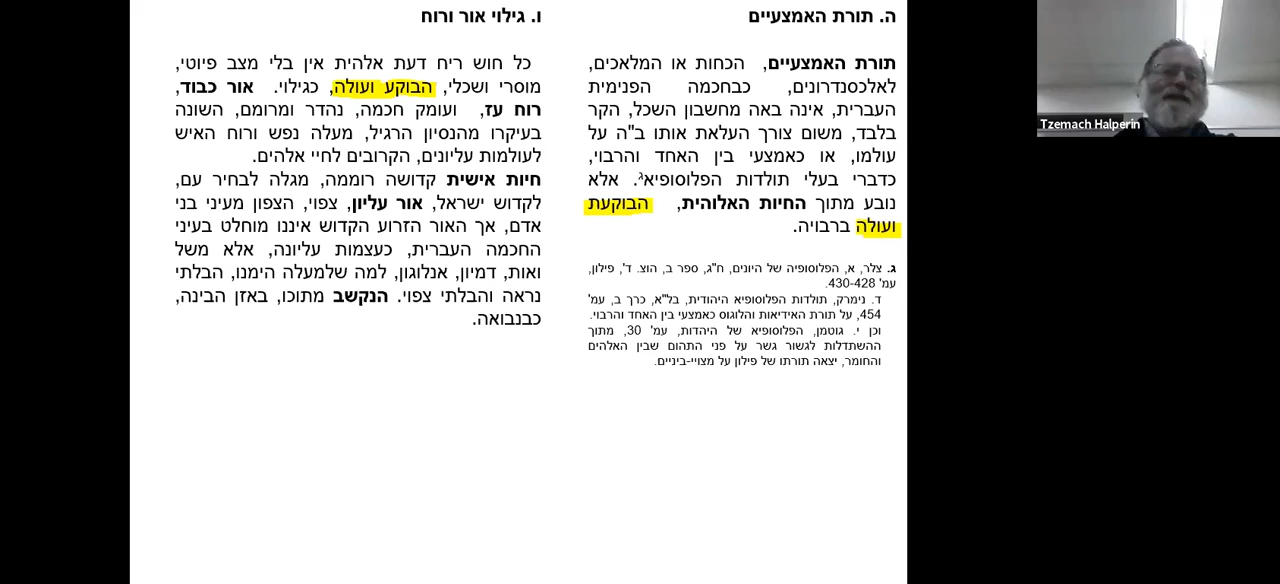 ה. תורת האמצעיים
תורת האמצעיים, הכחות או המלאכים,
לאלכסנדרונים, כבחכמה הפנימית
העברית, אינה באה מחשבון השכל, הקר
בלבד, משום צורך העלאת אותו ב"ה על
עולמו, או כאמצעי בין האחד והרבוי,
כדברי בעלי תולדות הפלוסופיאג. אלא
נובע מתוך החיות האלוהית, הבוקעת
ועולה ברבויה.
ג. צלר, א, הפלוסופיה של היונים, ח"ג, ספר ב, הוצ. ד', פילון,
עמ' 430-428.
ד. נימרק, תולדות הפלוסופיא היהודית, בל"א, כרך ב, עמ'
454, על תורת האידיאות והלוגוס כאמצעי בין האחד והרבוי.
וכן י. גוטמן, הפלוסופיא של היהדות, עמ' 30, מתוך
ההשתדלות לגשור גשר על פני התהום שבין האלהים
והחומר, יצאה תורתו של פילון על מצויי-ביניים.
ו. גילוי אור ורוח
כל חוש ריח דעת אלהית אין בלי מצב פיוטי,
מוסרי ושכלי, הבוקע ועולה, כגילוי. אור כבוד,
רוח עז, ועומק חכמה, נהדר ומרומם, השונה
בעיקרו מהנסיון הרגיל, מעלה נפש ורוח האיש
לעולמות עליונים, הקרובים לחיי אלהים.
חיות אישית קדושה רוממה, מגלה לבחיר עם,
לקדוש ישראל, אור עליון, צפוי, הצפון מעיני בני
אדם, אך האור הזרוע הקדוש איננו מוחלט בעיני
החכמה העברית, כעצמות עליונה, אלא משל
ואות, דמיון, אנלוגון, למה שלמעלה הימנו, הבלתי
נראה והבלתי צפוי. הנקשב מתוכו, באזן הבינה,
כבנבואה.
Tzemach Halperin